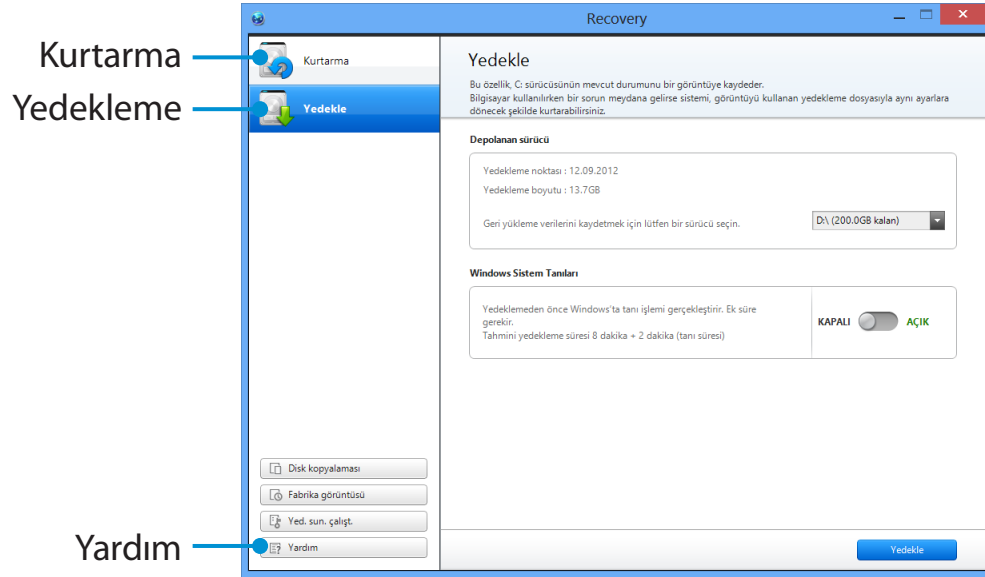 Recovery
Kurtarma
Yedekleme
Yardım
Kurtarma
Yedekle
Disk kopyalaması
Fabrika görüntüsü
Yed. sun. çalışt.
Yardım
Yedekle
Bu özellik, C: sürücüsünün mevcut durumunu bir görüntüye kaydeder.
Bilgisayar kullanılırken bir sorun meydana gelirse sistemi, görüntüyü kullanan yedekleme dosyasıyla aynı ayarlara
dönecek şekilde kurtarabilirsiniz.
Depolanan sürücü
Yedekleme noktası : 12.09.2012
Yedekleme boyutu : 13.7GB
Geri yükleme verilerini kaydetmek için lütfen bir sürücü seçin.
D:\ (200.0GB kalan)
Windows Sistem Tanıları
Yedeklemeden önce Windows'ta tanı işlemi gerçekleştirir. Ek süre
gerekir.
Tahmini yedekleme süresi 8 dakika + 2 dakika (tanı süresi)
KAPALI
AÇIK
Yedekle